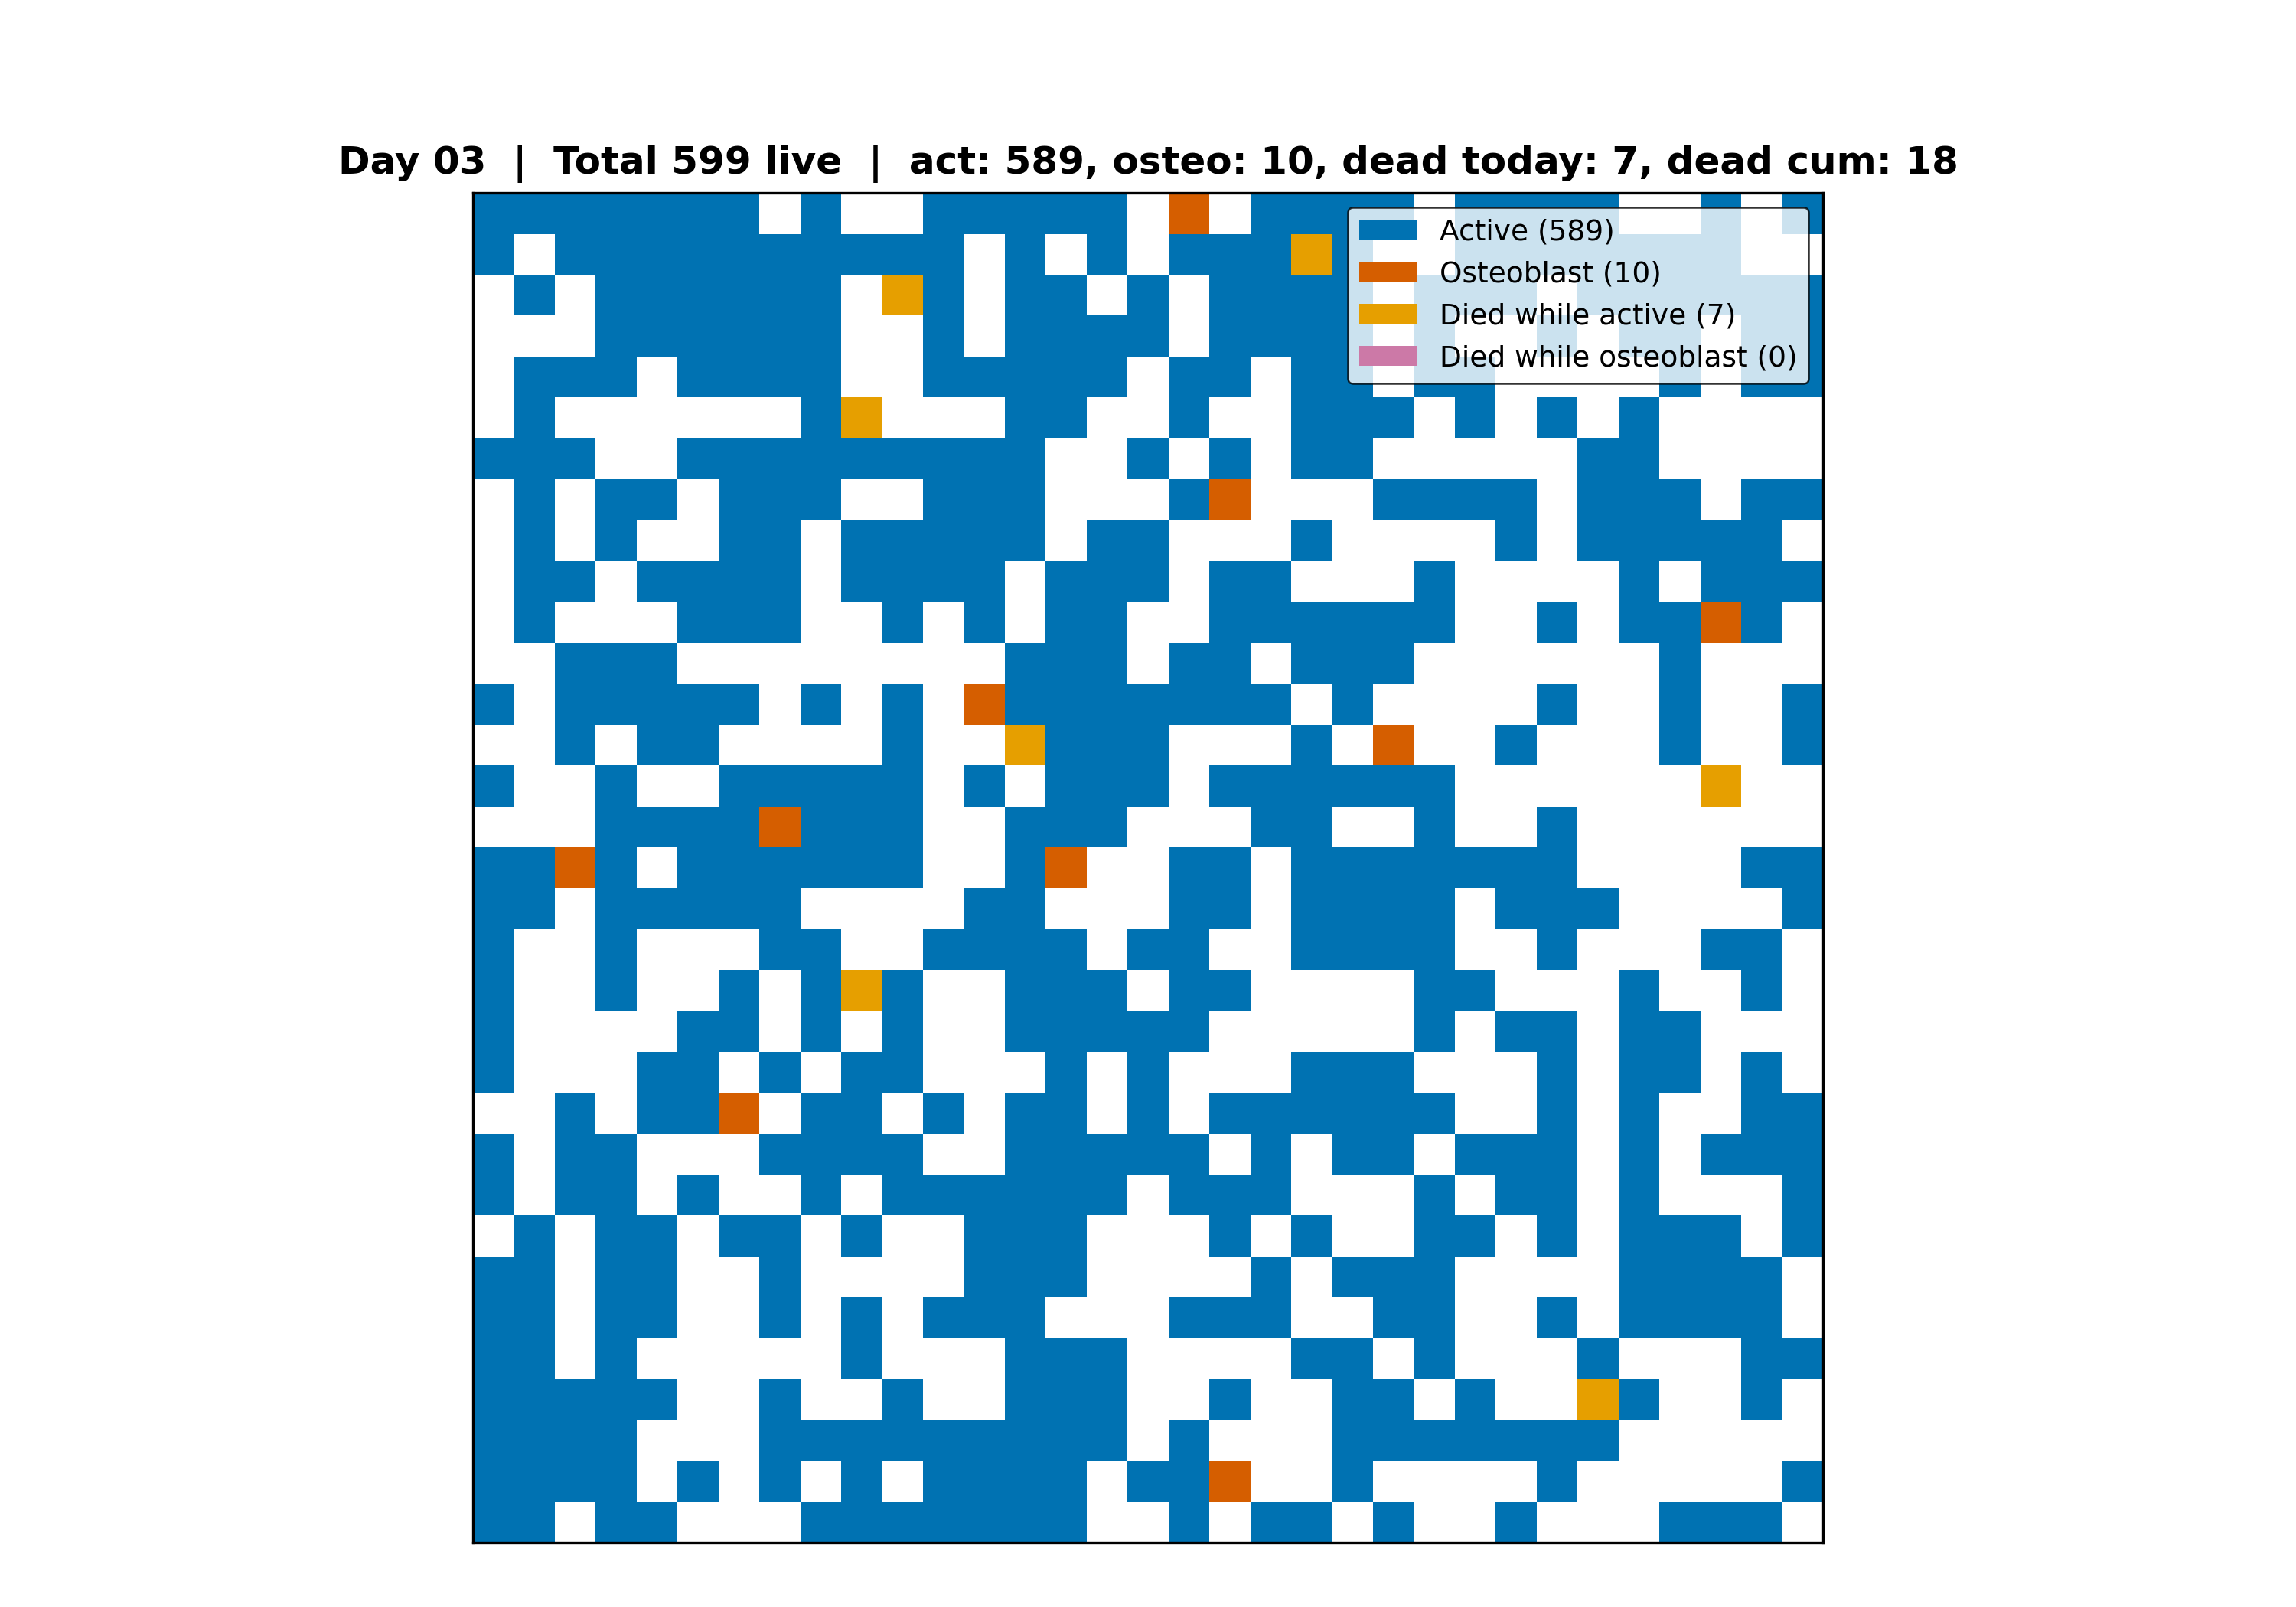 Day 03 | Total 599 live | act: 589, osteo: 10, dead today: 7, dead cum: 18
Active (589)
Osteoblast (10)
Died while active (7)
Died while osteoblast (0)